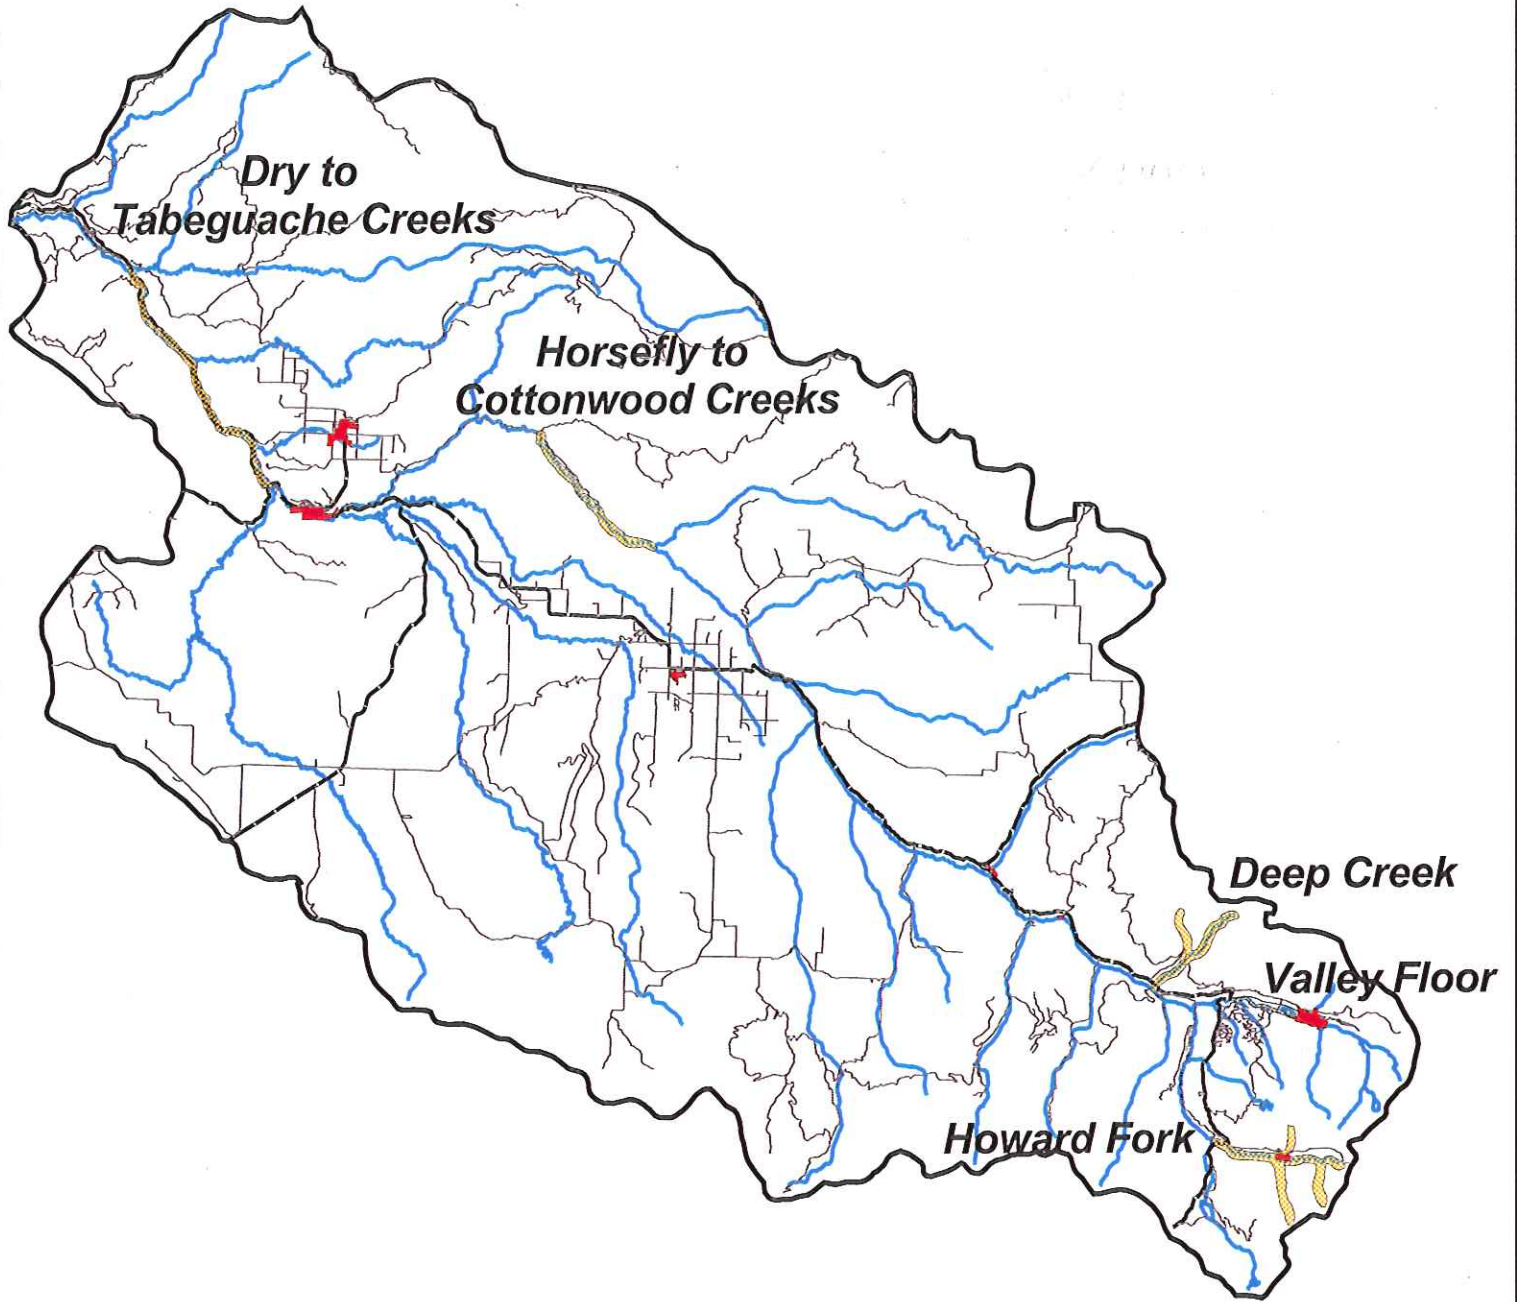 Dry to
Tabeguache Creeks
Horsefly to
Cottonwood Creeks
Deep Creek
Valley Floor
Howard Fork